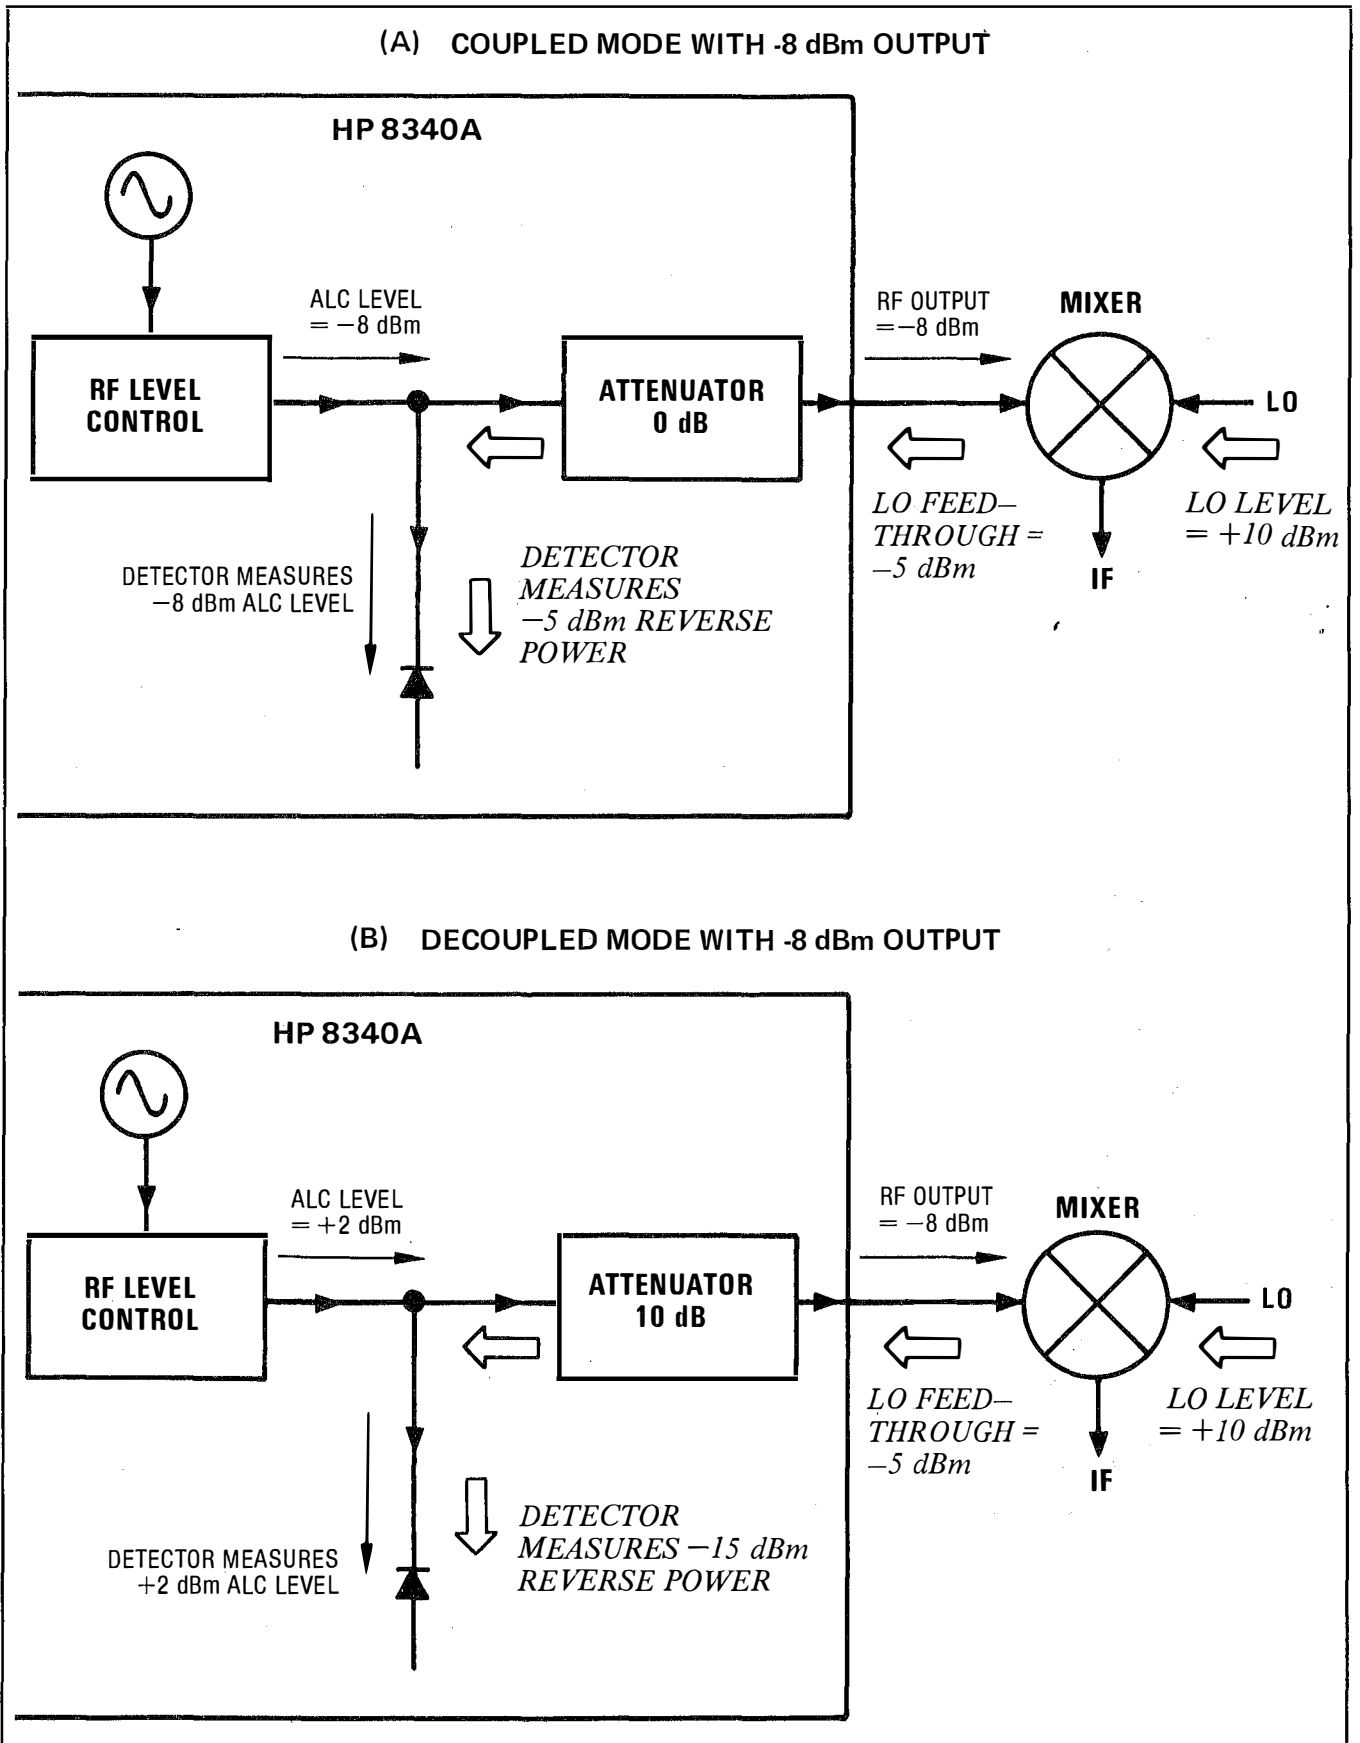 (A) COUPLED MODE WITH -8 dBm OUTPUT
HP 8340A
ALC LEVEL
= −8 dBm
RF OUTPUT
=−8 dBm
MIXER
RF LEVEL
CONTROL
ATTENUATOR
0 dB
LO
LO FEED−
THROUGH =
−5 dBm
LO LEVEL
= +10 dBm
IF
DETECTOR MEASURES
−8 dBm ALC LEVEL
DETECTOR
MEASURES
−5 dBm REVERSE
POWER
(B) DECOUPLED MODE WITH -8 dBm OUTPUT
HP 8340A
ALC LEVEL
= +2 dBm
RF OUTPUT
= −8 dBm
MIXER
RF LEVEL
CONTROL
ATTENUATOR
10 dB
LO
LO FEED−
THROUGH =
−5 dBm
LO LEVEL
= +10 dBm
IF
DETECTOR MEASURES
+2 dBm ALC LEVEL
DETECTOR
MEASURES −15 dBm
REVERSE POWER